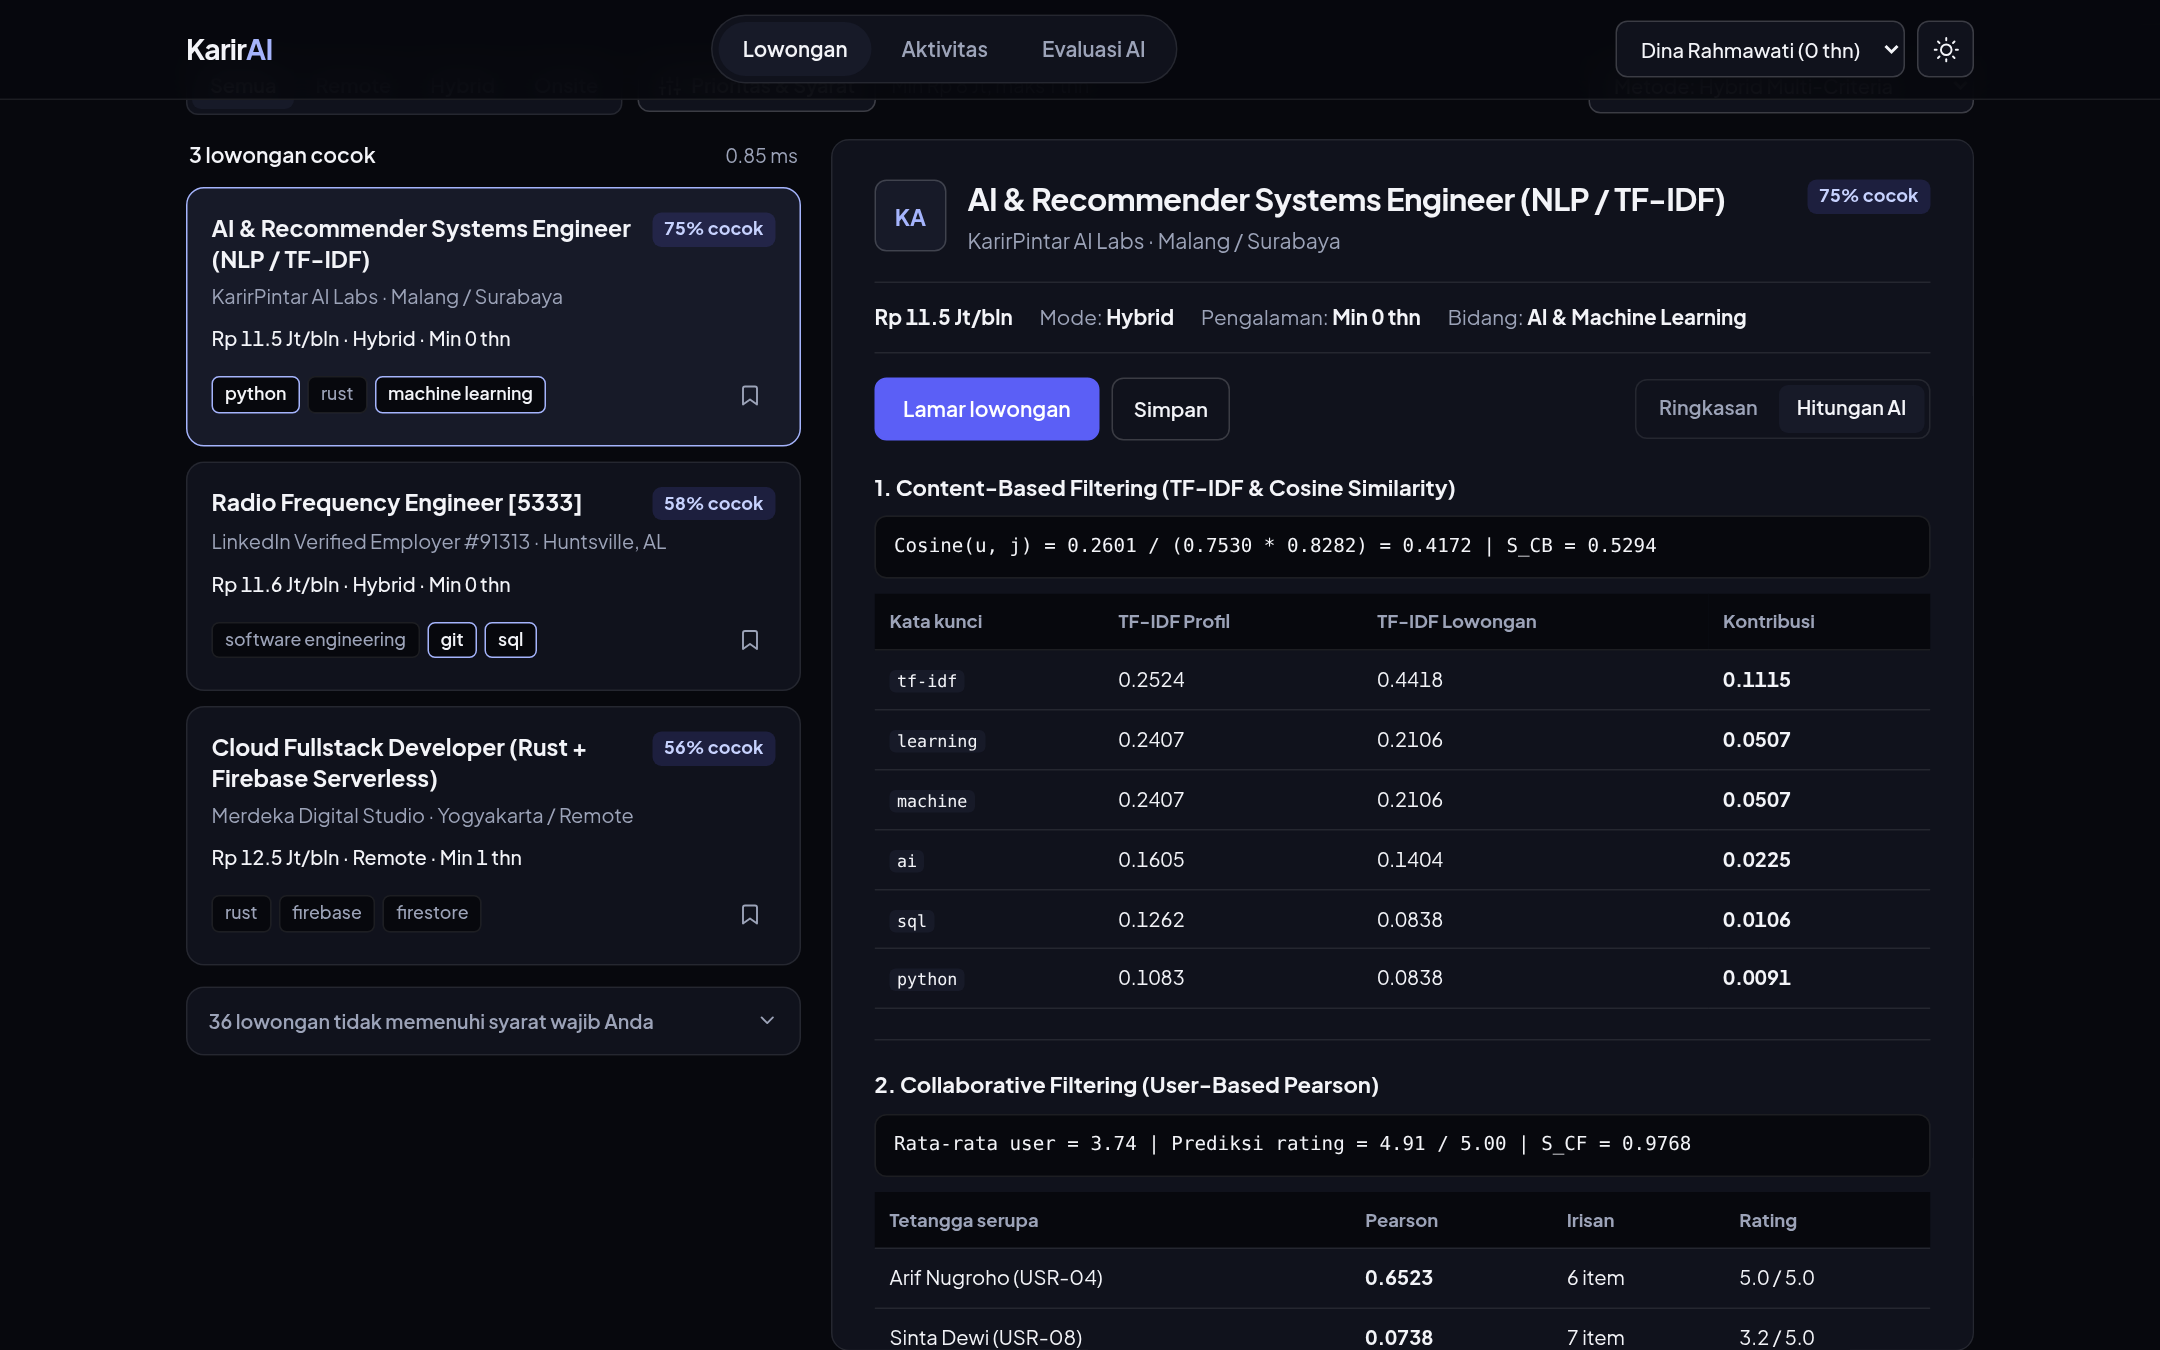 KarirAI
Lowongan
Aktivitas
Evaluasi AI
Dina Rahmawati (0 thn)
Semua
Remote
Hybrid
Onsite
Prioritas & Syarat
Metode: Hybrid Multi-Criteria
3 lowongan cocok
0.85 ms
AI & Recommender Systems Engineer
(NLP / TF-IDF)
75% cocok
KarirPintar AI Labs · Malang / Surabaya
Rp 11.5 Jt/bln · Hybrid · Min 0 thn
python
rust
machine learning
Radio Frequency Engineer [5333]
58% cocok
LinkedIn Verified Employer #91313 · Huntsville, AL
Rp 11.6 Jt/bln · Hybrid · Min 0 thn
software engineering
git
sql
Cloud Fullstack Developer (Rust +
Firebase Serverless)
56% cocok
Merdeka Digital Studio · Yogyakarta / Remote
Rp 12.5 Jt/bln · Remote · Min 1 thn
rust
firebase
firestore
36 lowongan tidak memenuhi syarat wajib Anda
KA
AI & Recommender Systems Engineer (NLP / TF-IDF)
75% cocok
KarirPintar AI Labs · Malang / Surabaya
Rp 11.5 Jt/bln Mode: Hybrid Pengalaman: Min 0 thn Bidang: AI & Machine Learning
Lamar lowongan
Simpan
Ringkasan
Hitungan AI
1. Content-Based Filtering (TF-IDF & Cosine Similarity)
Cosine(u, j) = 0.2601 / (0.7530 * 0.8282) = 0.4172 | S_CB = 0.5294
Kata kunci TF-IDF Profil TF-IDF Lowongan Kontribusi
tf-idf 0.2524 0.4418 0.1115
learning 0.2407 0.2106 0.0507
machine 0.2407 0.2106 0.0507
ai 0.1605 0.1404 0.0225
sql 0.1262 0.0838 0.0106
python 0.1083 0.0838 0.0091
2. Collaborative Filtering (User-Based Pearson)
Rata-rata user = 3.74 | Prediksi rating = 4.91 / 5.00 | S_CF = 0.9768
Tetangga serupa Pearson Irisan Rating
Arif Nugroho (USR-04) 0.6523 6 item 5.0 / 5.0
Sinta Dewi (USR-08) 0.0738 7 item 3.2 / 5.0